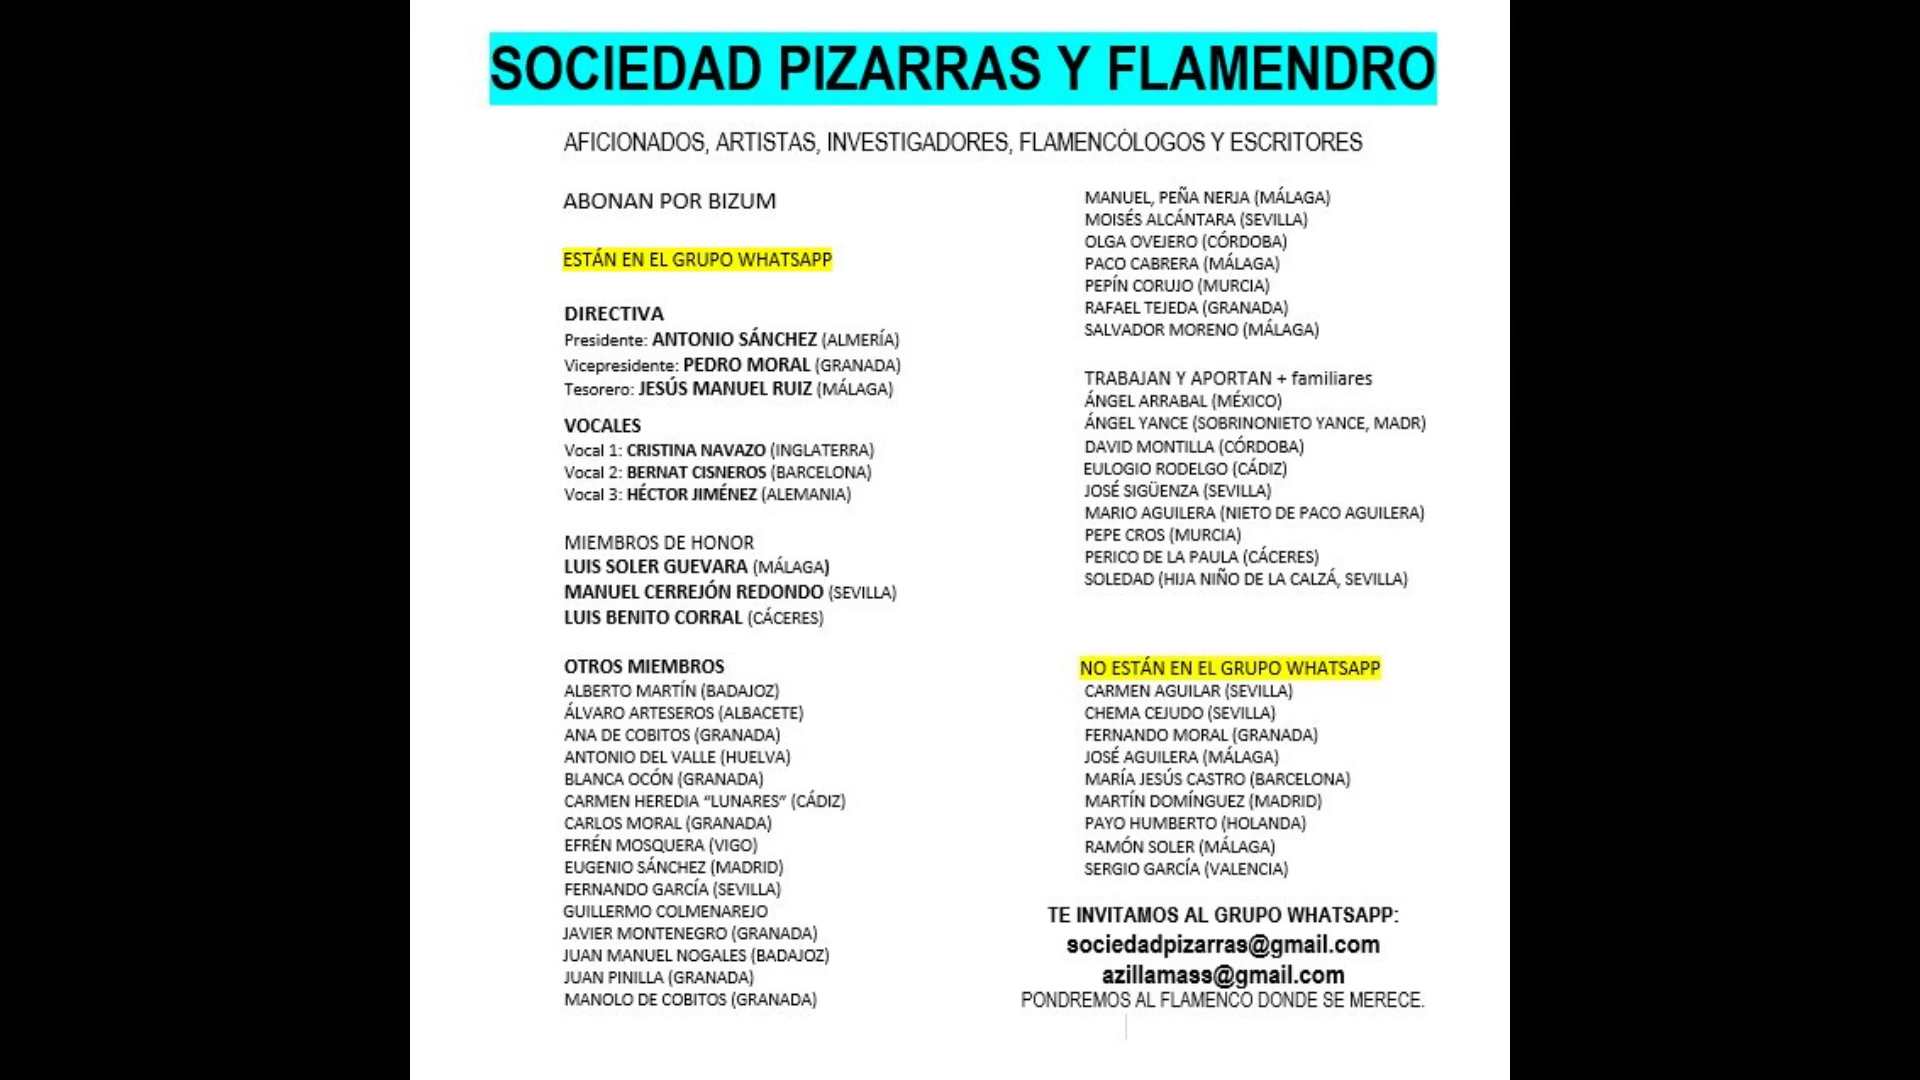 SOCIEDAD PIZARRAS Y FLAMENDRO
AFICIONADOS, ARTISTAS, INVESTIGADORES, FLAMENCÓLOGOS Y ESCRITORES
ABONAN POR BIZUM
ESTÁN EN EL GRUPO WHATSAPP
DIRECTIVA
Presidente: ANTONIO SÁNCHEZ (ALMERÍA)
Vicepresidente: PEDRO MORAL (GRANADA)
Tesorero: JESÚS MANUEL RUIZ (MÁLAGA)
VOCALES
Vocal 1: CRISTINA NAVAZO (INGLATERRA)
Vocal 2: BERNAT CISNEROS (BARCELONA)
Vocal 3: HÉCTOR JIMÉNEZ (ALEMANIA)
MIEMBROS DE HONOR
LUIS SOLER GUEVARA (MÁLAGA)
MANUEL CERREJÓN REDONDO (SEVILLA)
LUIS BENITO CORRAL (CÁCERES)
OTROS MIEMBROS
ALBERTO MARTÍN (BADAJOZ)
ÁLVARO ARTESEROS (ALBACETE)
ANA DE COBITOS (GRANADA)
ANTONIO DEL VALLE (HUELVA)
BLANCA OCÓN (GRANADA)
CARMEN HEREDIA “LUNARES” (CÁDIZ)
CARLOS MORAL (GRANADA)
EFRÉN MOSQUERA (VIGO)
EUGENIO SÁNCHEZ (MADRID)
FERNANDO GARCÍA (SEVILLA)
GUILLERMO COLMENAREJO
JAVIER MONTENEGRO (GRANADA)
JUAN MANUEL NOGALES (BADAJOZ)
JUAN PINILLA (GRANADA)
MANOLO DE COBITOS (GRANADA)
MANUEL, PEÑA NERJA (MÁLAGA)
MOISÉS ALCÁNTARA (SEVILLA)
OLGA OVEJERO (CÓRDOBA)
PACO CABRERA (MÁLAGA)
PEPÍN CORUJO (MURCIA)
RAFAEL TEJEDA (GRANADA)
SALVADOR MORENO (MÁLAGA)
TRABAJAN Y APORTAN + familiares
ÁNGEL ARRABAL (MÉXICO)
ÁNGEL YANCE (SOBRINONIETO YANCE, MADR)
DAVID MONTILLA (CÓRDOBA)
EULOGIO RODELGO (CÁDIZ)
JOSÉ SIGÜENZA (SEVILLA)
MARIO AGUILERA (NIETO DE PACO AGUILERA)
PEPE CROS (MURCIA)
PERICO DE LA PAULA (CÁCERES)
SOLEDAD (HIJA NIÑO DE LA CALZÁ, SEVILLA)
NO ESTÁN EN EL GRUPO WHATSAPP
CARMEN AGUILAR (SEVILLA)
CHEMA CEJUDO (SEVILLA)
FERNANDO MORAL (GRANADA)
JOSÉ AGUILERA (MÁLAGA)
MARÍA JESÚS CASTRO (BARCELONA)
MARTÍN DOMÍNGUEZ (MADRID)
PAYO HUMBERTO (HOLANDA)
RAMÓN SOLER (MÁLAGA)
SERGIO GARCÍA (VALENCIA)
TE INVITAMOS AL GRUPO WHATSAPP:
sociedadpizarras@gmail.com
azillamass@gmail.com
PONDREMOS AL FLAMENCO DONDE SE MERECE.